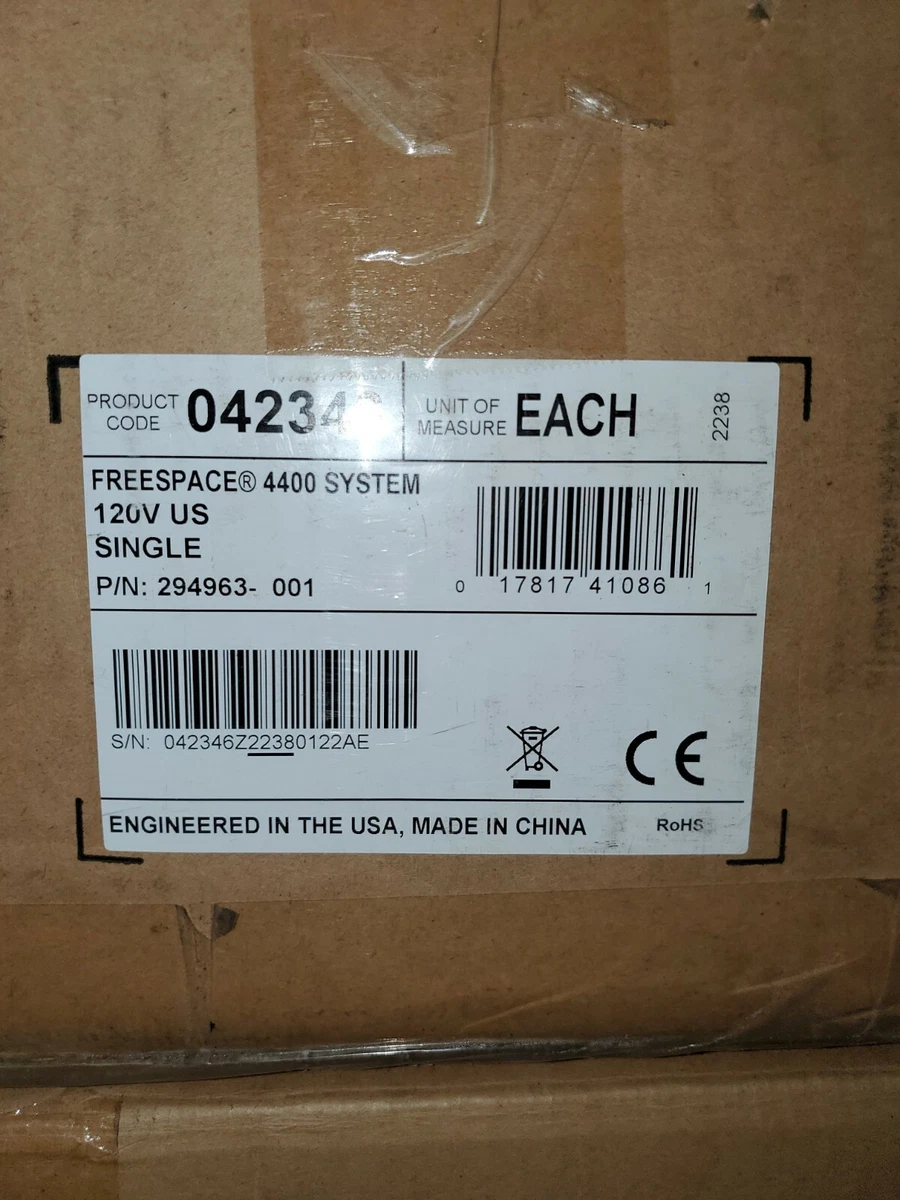 PRODUCT CODE
UNIT OF MEASURE EACH
2238
FREESPACE® 4400 SYSTEM
120V US
SINGLE
P/N: 294963- 001
0 17817 41086 1
S/N: 042346Z22380122AE
CE
ENGINEERED IN THE USA, MADE IN CHINA
RoHS